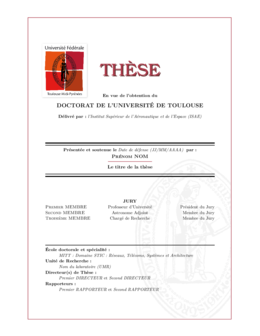 Université Fédérale
Toulouse Midi-Pyrénées
THÈSE
En vue de l'obtention du
DOCTORAT DE L'UNIVERSITÉ DE TOULOUSE
Délivré par : l'Institut Supérieur de l'Aéronautique et de l'Espace (ISAE)
Présentée et soutenue le Date de défense (JJ/MM/AAAA) par :
Prénom NOM
Le titre de la thèse
JURY
Premier MEMBRE Professeur d'Université Président du Jury
Second MEMBRE Astronome Adjoint Membre du Jury
Troisième MEMBRE Chargé de Recherche Membre du Jury
École doctorale et spécialité :
MITT : Domaine STIC : Réseaux, Télécoms, Systèmes et Architecture
Unité de Recherche :
Nom du laboratoire (UMR)
Directeur(s) de Thèse :
Premier DIRECTEUR et Second DIRECTEUR
Rapporteurs :
Premier RAPPORTEUR et Second RAPPORTEUR